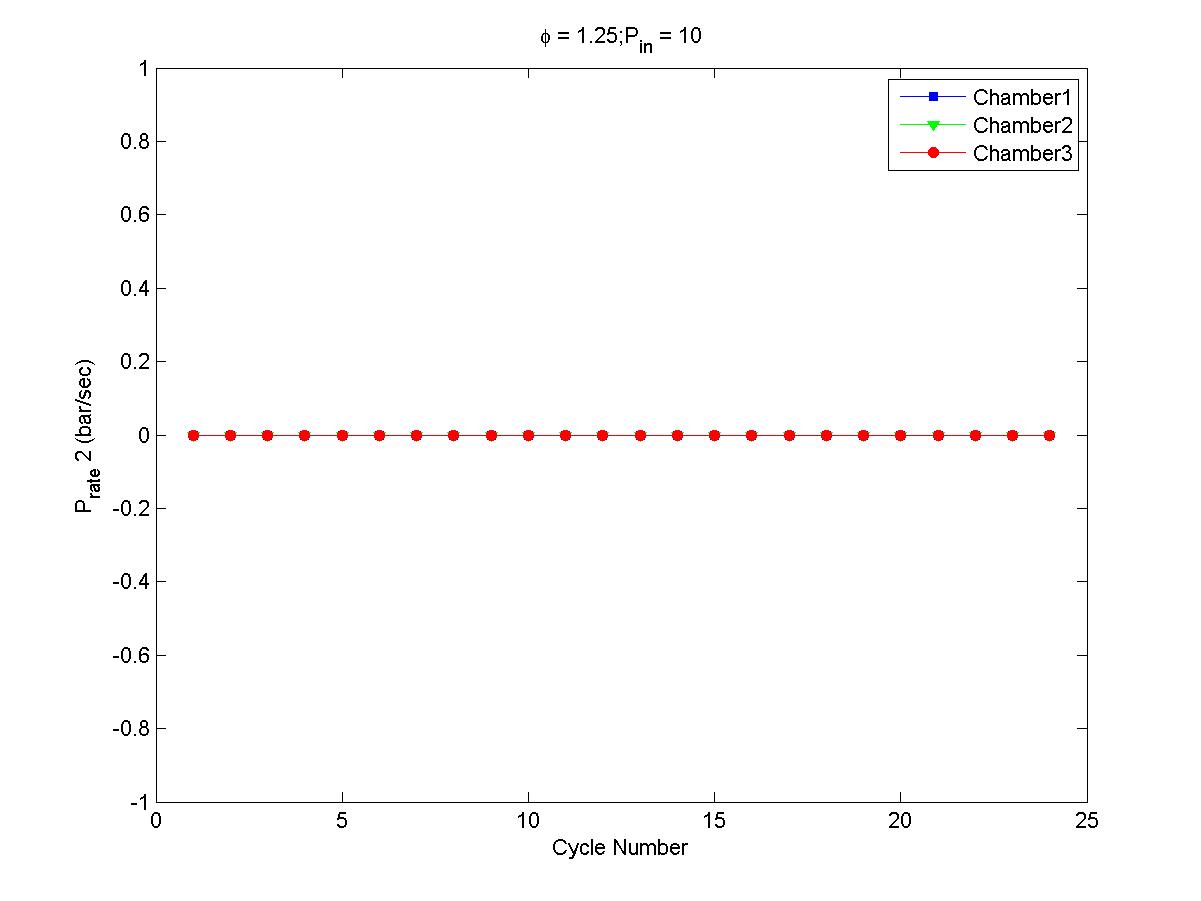 ϕ = 1.25;P_in = 10
1
0.8
0.6
0.4
0.2
0
-0.2
-0.4
-0.6
-0.8
-1
P_rate 2 (bar/sec)
Chamber1
Chamber2
Chamber3
0 5 10 15 20 25
Cycle Number